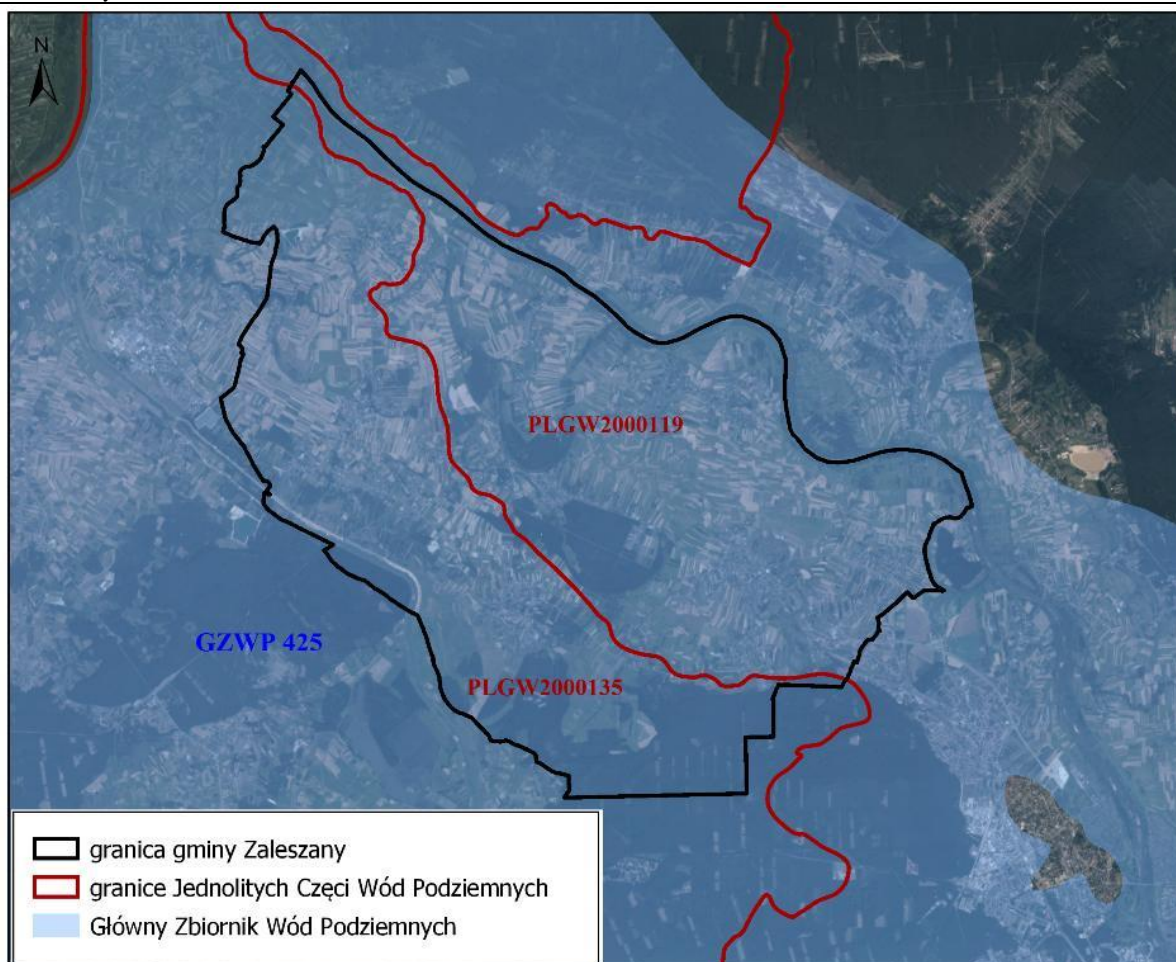 N
PLGW2000119
GZWP 425
PLGW2000135
granica gminy Zaleszany
granice Jednolitych Częci Wód Podziemnych
Główny Zbiornik Wód Podziemnych